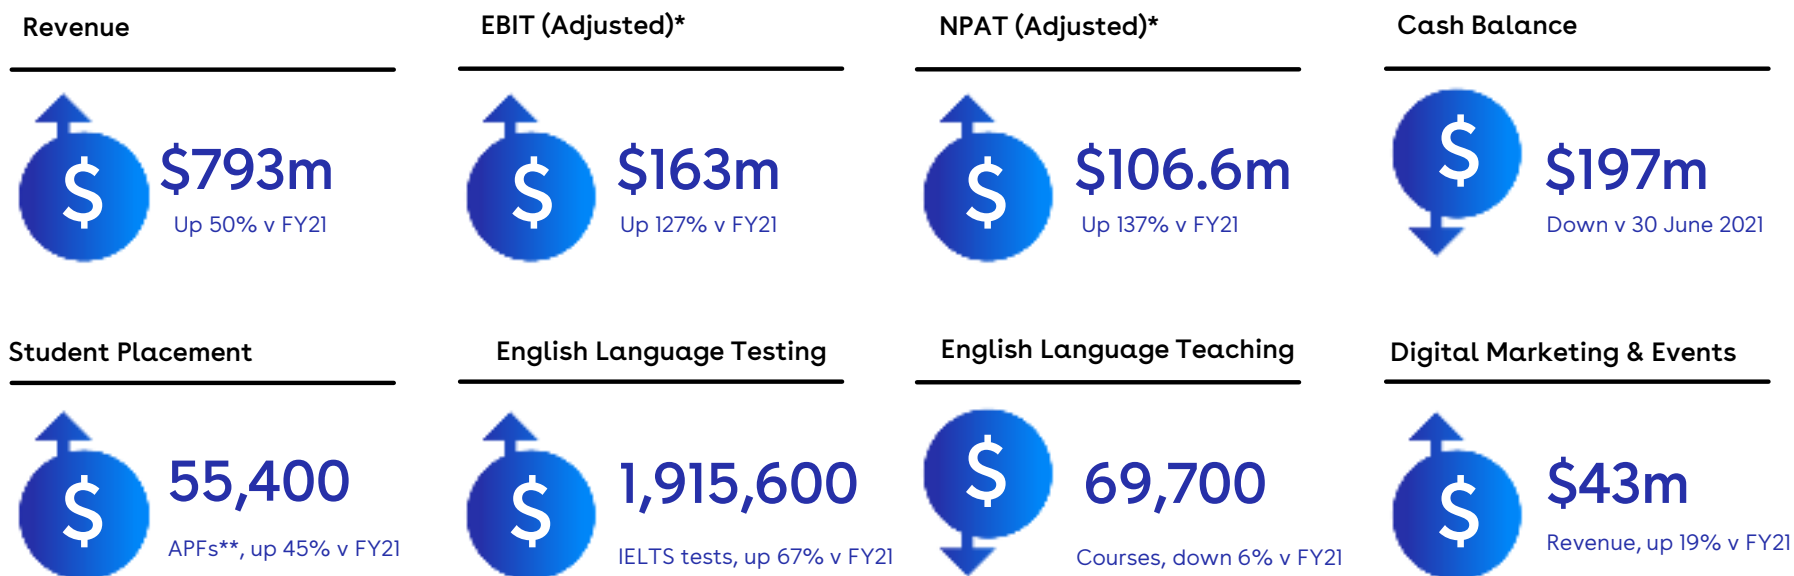 Revenue
EBIT (Adjusted)*
NPAT (Adjusted)*
Cash Balance
$
$793m
Up 50% v FY21
$
$163m
Up 127% v FY21
$
$106.6m
Up 137% v FY21
$
$197m
Down v 30 June 2021
Student Placement
English Language Testing
English Language Teaching
Digital Marketing & Events
$
55,400
APFs**, up 45% v FY21
$
1,915,600
IELTS tests, up 67% v FY21
$
69,700
Courses, down 6% v FY21
$
$43m
Revenue, up 19% v FY21